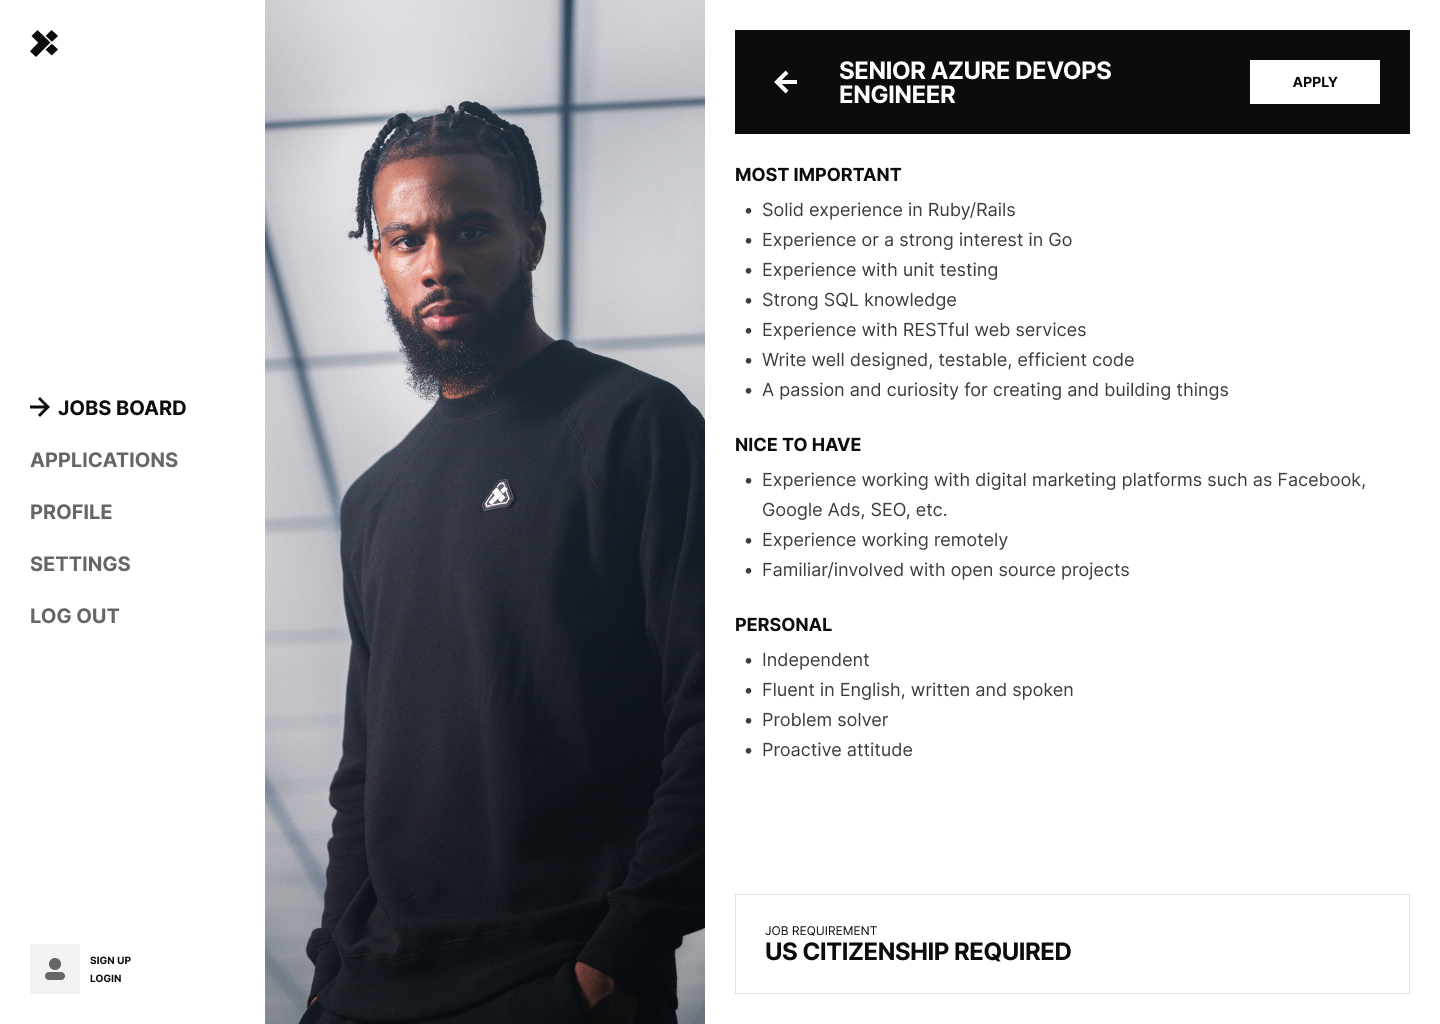 JOBS BOARD
APPLICATIONS
PROFILE
SETTINGS
LOG OUT
SIGN UP
LOGIN
SENIOR AZURE DEVOPS
ENGINEER
APPLY
MOST IMPORTANT
• Solid experience in Ruby/Rails
• Experience or a strong interest in Go
• Experience with unit testing
• Strong SQL knowledge
• Experience with RESTful web services
• Write well designed, testable, efficient code
• A passion and curiosity for creating and building things
NICE TO HAVE
• Experience working with digital marketing platforms such as Facebook,
Google Ads, SEO, etc.
• Experience working remotely
• Familiar/involved with open source projects
PERSONAL
• Independent
• Fluent in English, written and spoken
• Problem solver
• Proactive attitude
JOB REQUIREMENT
US CITIZENSHIP REQUIRED